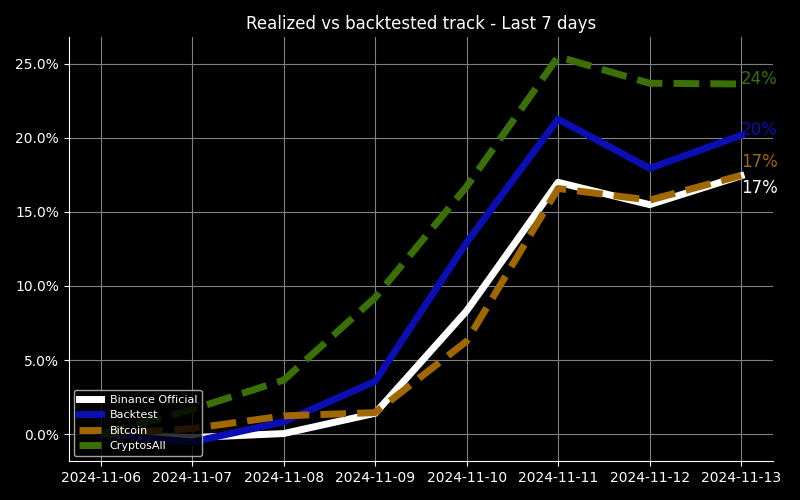 Realized vs backtested track - Last 7 days
25.0%
20.0%
15.0%
10.0%
5.0%
0.0%
24%
20%
17%
17%
Binance Official
Backtest
Bitcoin
CryptosAll
2024-11-06 2024-11-07 2024-11-08 2024-11-09 2024-11-10 2024-11-11 2024-11-12 2024-11-13